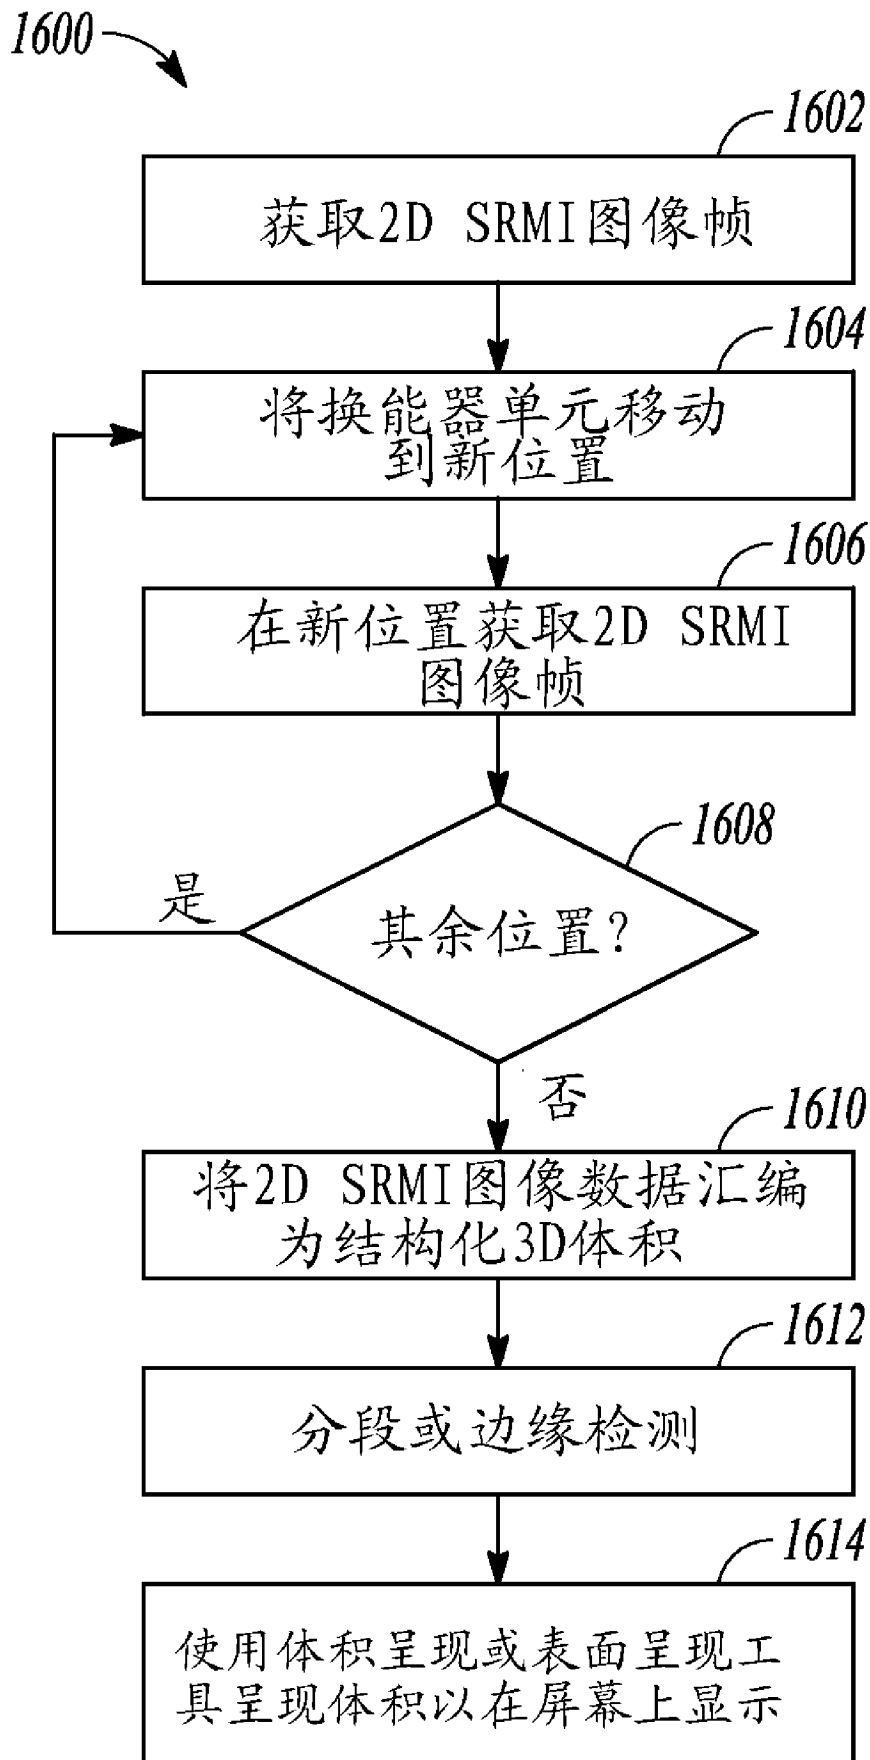 1600
1602
获取2D SRMI图像帧
1604
将换能器单元移动
到新位置
1606
在新位置获取2D SRMI
图像帧
1608
其余位置?
是
否
1610
将2D SRMI图像数据汇编
为结构化3D体积
1612
分段或边缘检测
1614
使用体积呈现或表面呈现工
具呈现体积以在屏幕上显示